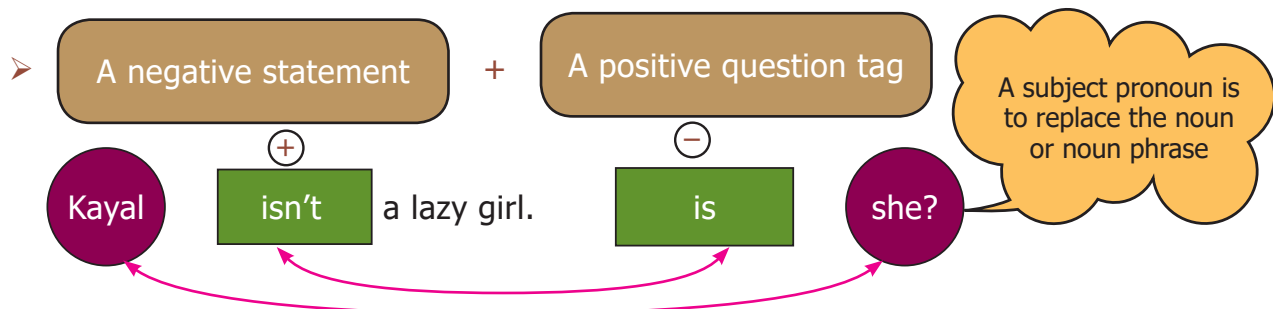 ➢ A negative statement + A positive question tag
+ −
Kayal isn't a lazy girl. is she?
A subject pronoun is
to replace the noun
or noun phrase